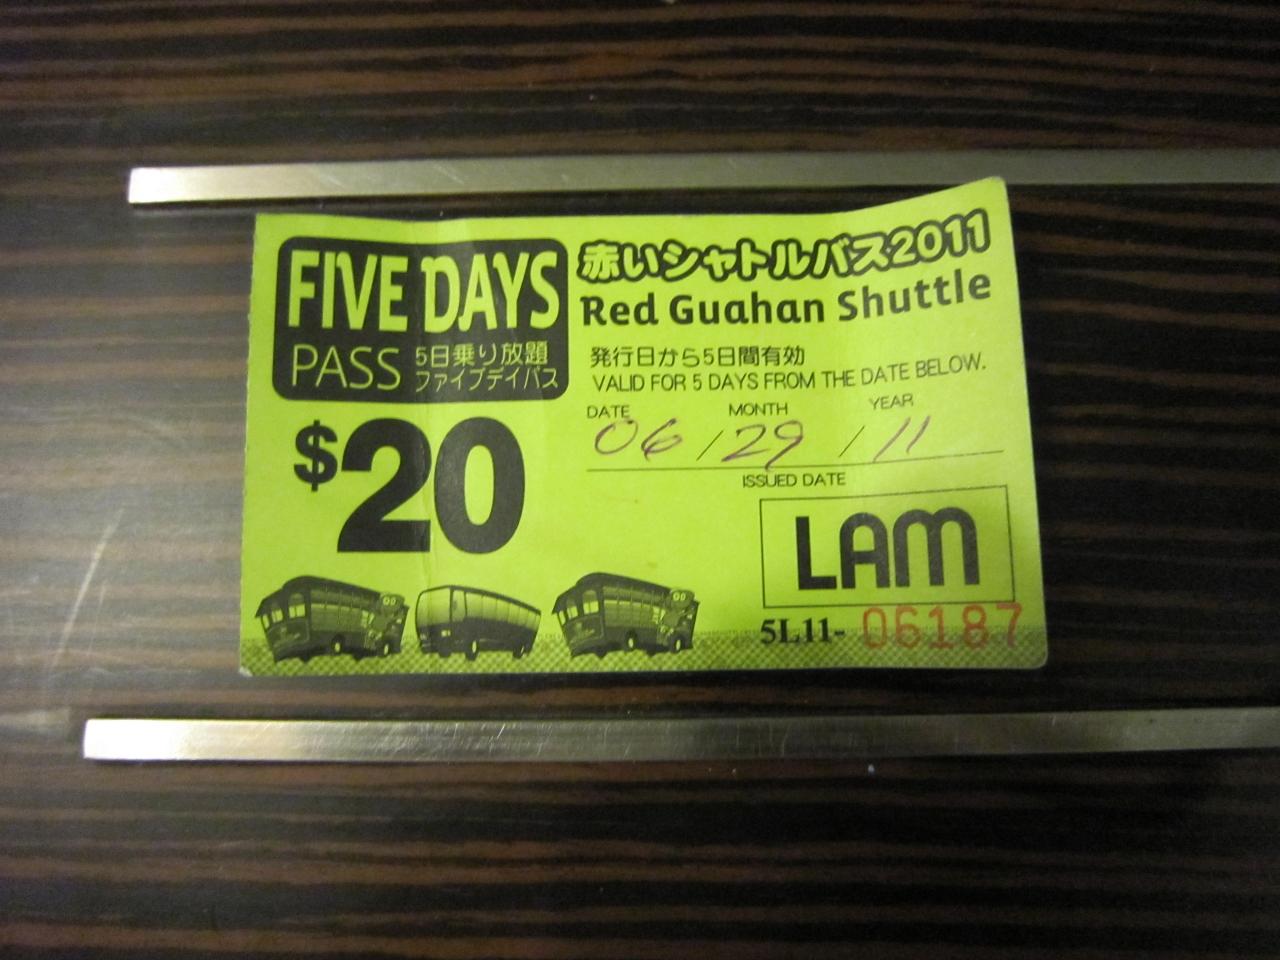 FIVE DAYS
PASS 5日乗り放題
ファイブデイパス
$20
赤いシャトルバス2011
Red Guahan Shuttle
発行日から5日間有効
VALID FOR 5 DAYS FROM THE DATE BELOW.
DATE MONTH YEAR
06 / 29 / 11
ISSUED DATE
LAM
5L11- 06187